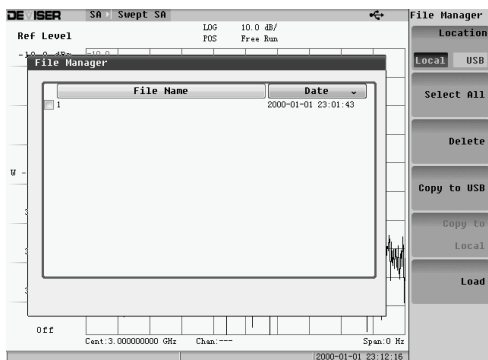 DEVISER SA Swept SA File Manager
Ref Level LOG 10.0 dB/ Location
POS Free Run
Local USB
File Manager
File Name Date
1 2000-01-01 23:01:43
Select All
Delete
Copy to USB
Copy to Local
Load
Off
Cent:3.000000000 GHz Chan:--- Span:0 Hz
2000-01-01 23:12:16